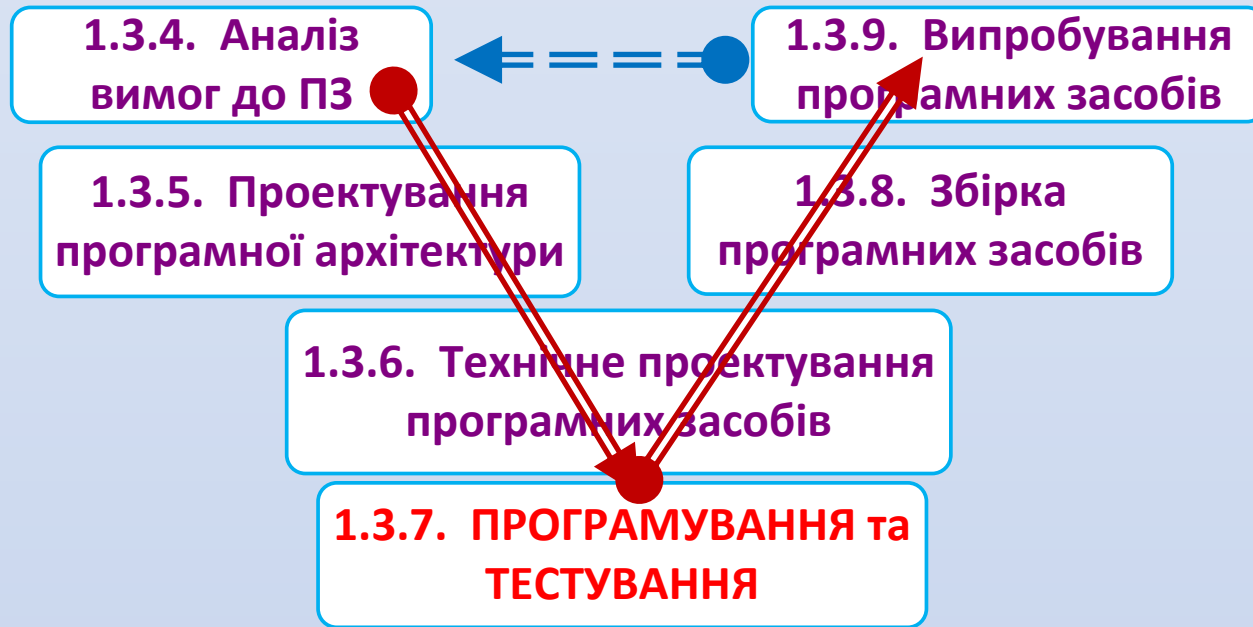 1.3.4. Аналіз
вимог до ПЗ
1.3.9. Випробування
програмних засобів
1.3.5. Проектування
програмної архітектури
1.3.8. Збірка
програмних засобів
1.3.6. Технічне проектування
програмних засобів
1.3.7. ПРОГРАМУВАННЯ та
ТЕСТУВАННЯ